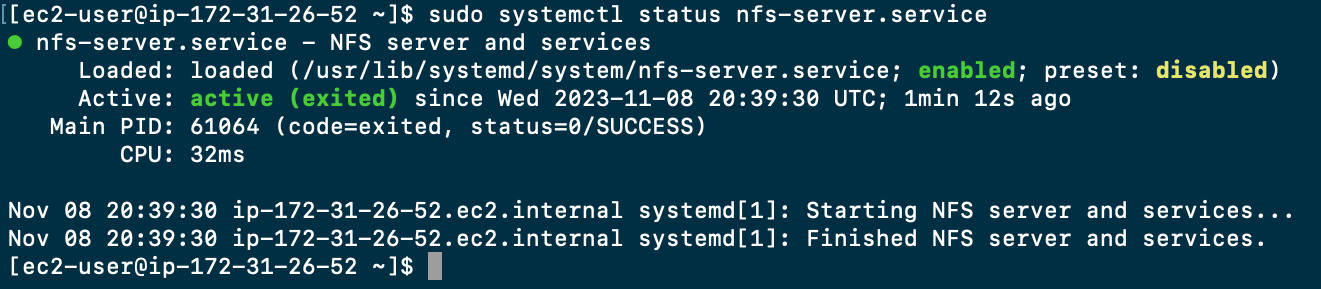 [[ec2-user@ip-172-31-26-52 ~]$ sudo systemctl status nfs-server.service
● nfs-server.service – NFS server and services
Loaded: loaded (/usr/lib/systemd/system/nfs-server.service; enabled; preset: disabled)
Active: active (exited) since Wed 2023-11-08 20:39:30 UTC; 1min 12s ago
Main PID: 61064 (code=exited, status=0/SUCCESS)
CPU: 32ms
Nov 08 20:39:30 ip-172-31-26-52.ec2.internal systemd[1]: Starting NFS server and services...
Nov 08 20:39:30 ip-172-31-26-52.ec2.internal systemd[1]: Finished NFS server and services.
[ec2-user@ip-172-31-26-52 ~]$